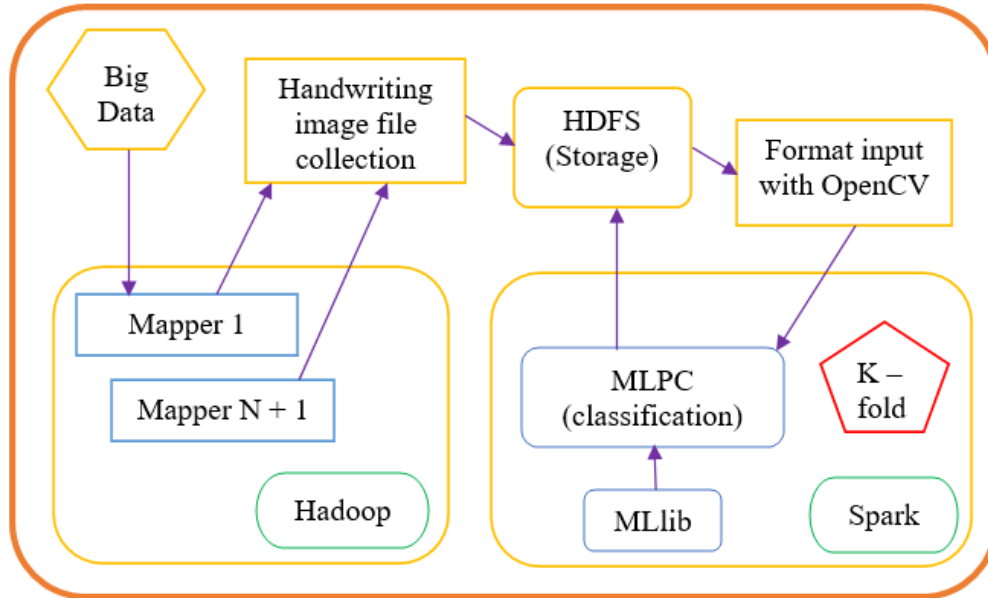 Big
Data
Handwriting
image file
collection
HDFS
(Storage)
Format input
with OpenCV
Mapper 1
Mapper N + 1
Hadoop
MLPC
(classification)
K –
fold
MLlib
Spark